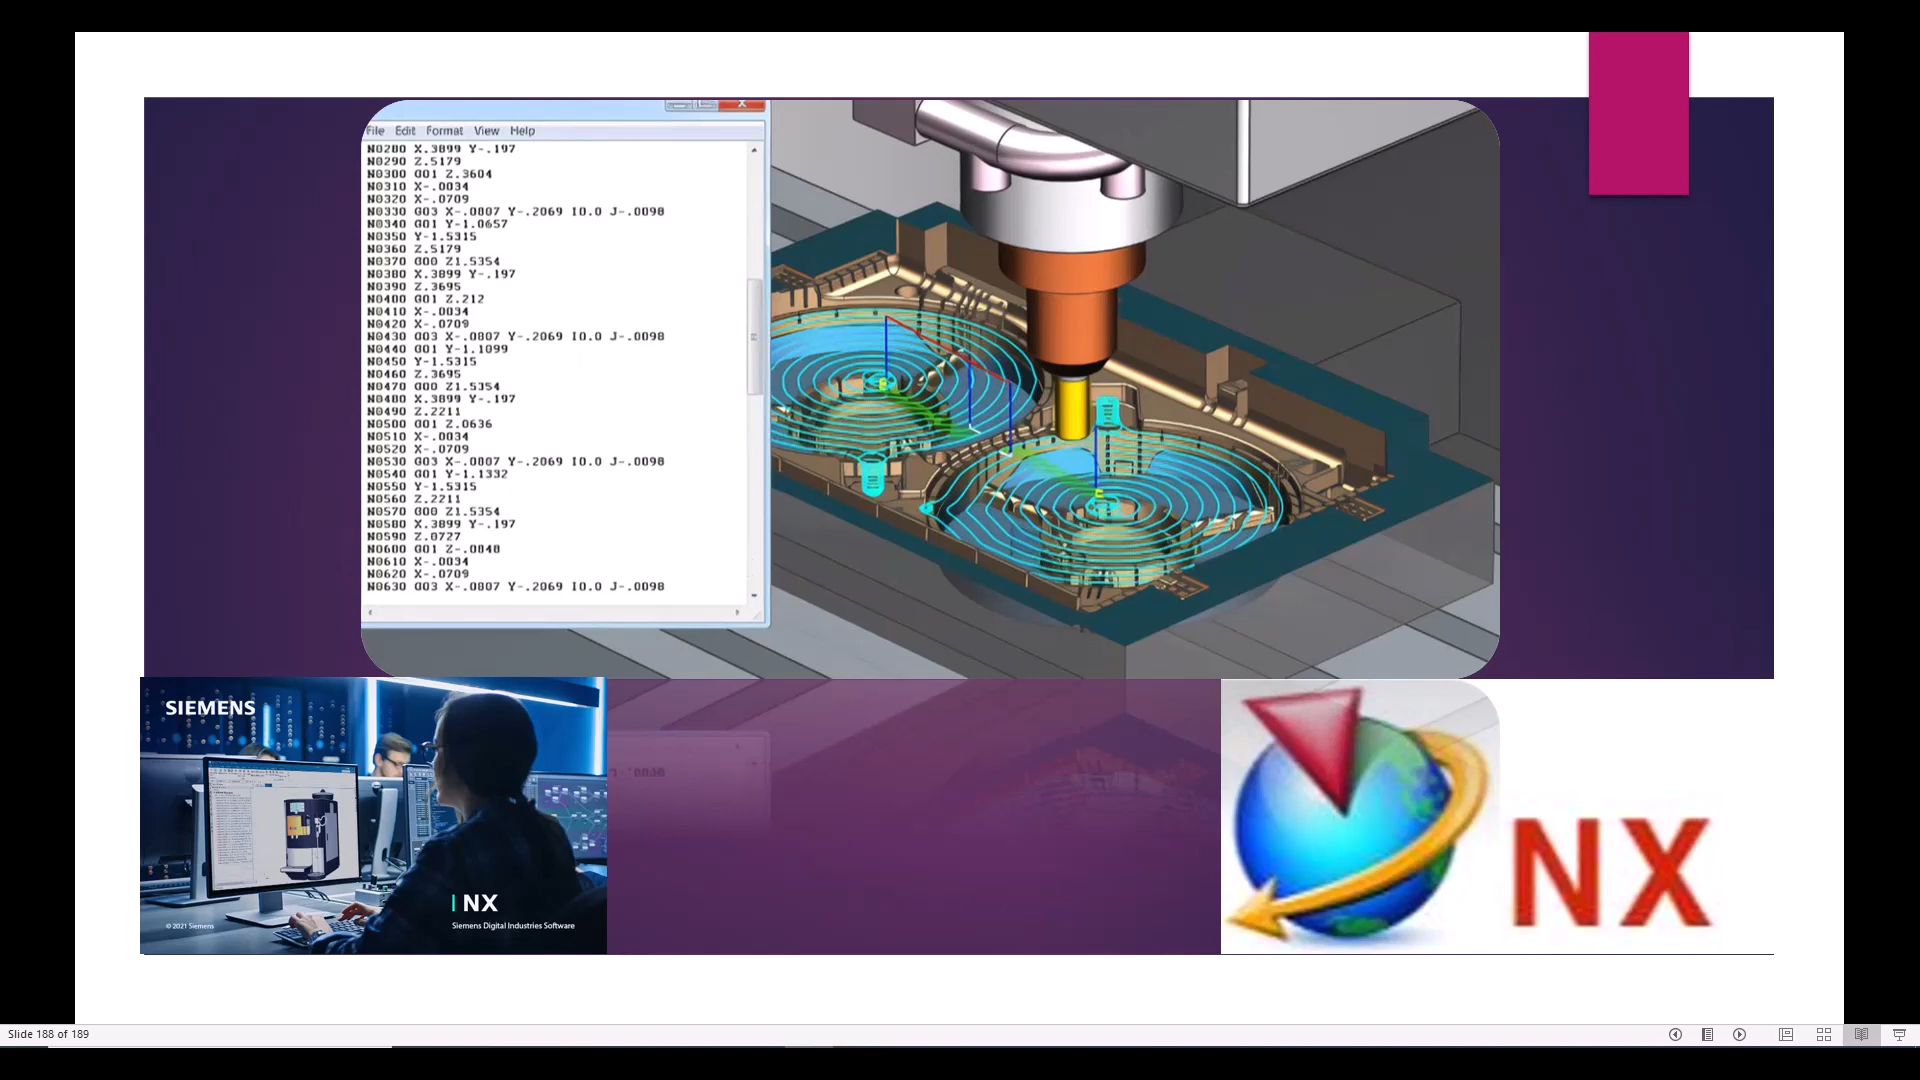 File Edit Format View Help
N0280 X.3899 Y-.197
N0290 Z.5179
N0300 G01 Z.3604
N0310 X-.0034
N0320 X-.0709
N0330 G03 X-.0807 Y-.2069 I0.0 J-.0098
N0340 G01 Y-1.0657
N0350 Y-1.5315
N0360 Z.5179
N0370 G00 Z1.5354
N0380 X.3899 Y-.197
N0390 Z.3695
N0400 G01 Z.212
N0410 X-.0034
N0420 X-.0709
N0430 G03 X-.0807 Y-.2069 I0.0 J-.0098
N0440 G01 Y-1.1099
N0450 Y-1.5315
N0460 Z.3695
N0470 G00 Z1.5354
N0480 X.3899 Y-.197
N0490 Z.2211
N0500 G01 Z.0636
N0510 X-.0034
N0520 X-.0709
N0530 G03 X-.0807 Y-.2069 I0.0 J-.0098
N0540 G01 Y-1.1332
N0550 Y-1.5315
N0560 Z.2211
N0570 G00 Z1.5354
N0580 X.3899 Y-.197
N0590 Z.0727
N0600 G01 Z-.0848
N0610 X-.0034
N0620 X-.0709
N0630 G03 X-.0807 Y-.2069 I0.0 J-.0098
SIEMENS
NX
© 2021 Siemens
Siemens Digital Industries Software
NX
Slide 188 of 189